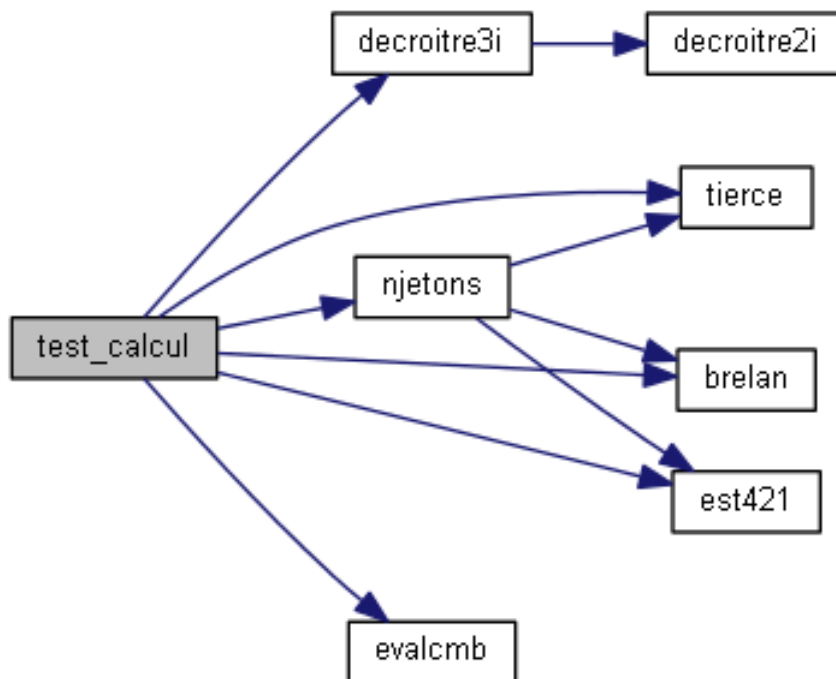 decroitre3i
decroitre2i
tierce
njetons
test_calcul
brelan
est421
evalcmb